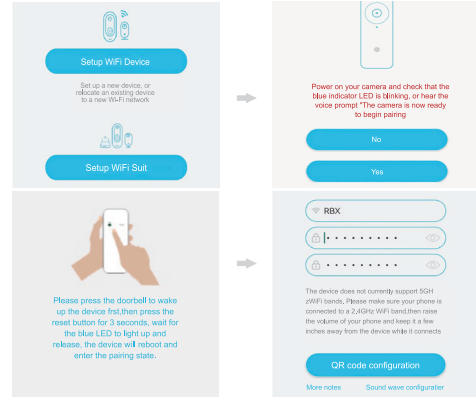 Setup WiFi Device
Set up a new device, or
relocate an existing device
to a new Wi-Fi network
Setup WiFi Suit
Power on your camera and check that the
blue indicator LED is blinking, or hear the
voice prompt "The camera is now ready
to begin pairing
No
Yes
Please press the doorbell to wake
up the device frst,then press the
reset button for 3 seconds, wait for
the blue LED to light up and
release, the device will reboot and
enter the pairing state.
RBX
The device does not currently support 5GH
zWiFi bands, Please make sure your phone is
connected to a 2,4GHz WiFi band,then raise
the volume of your phone and keep it a few
inches away from the device while it connects
QR code configuration
More notes Sound wave configuratier